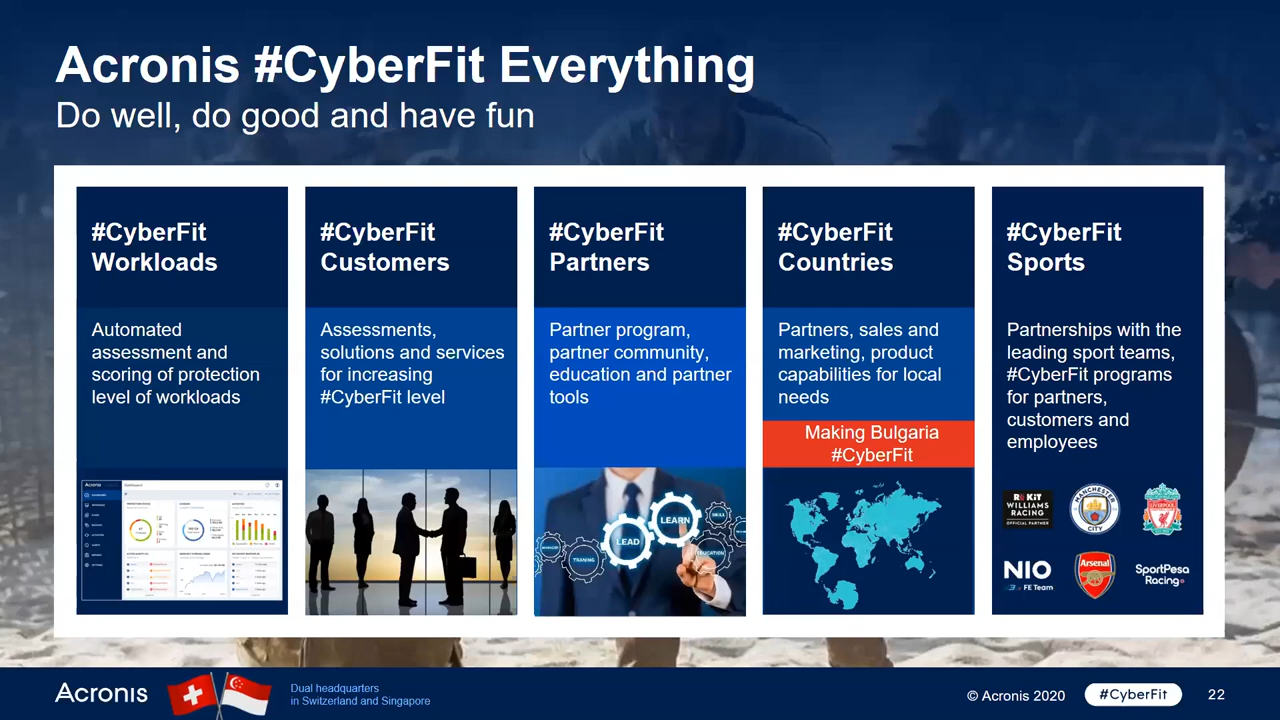 Acronis #CyberFit Everything
Do well, do good and have fun
#CyberFit
Workloads
Automated
assessment and
scoring of protection
level of workloads
#CyberFit
Customers
Assessments,
solutions and services
for increasing
#CyberFit level
#CyberFit
Partners
Partner program,
partner community,
education and partner
tools
LEAD
LEARN
SKILL
TRAINING
EDUCATION
#CyberFit
Countries
Partners, sales and
marketing, product
capabilities for local
needs
Making Bulgaria
#CyberFit
#CyberFit
Sports
Partnerships with the
leading sport teams,
#CyberFit programs
for partners,
customers and
employees
ROKiT
WILLIAMS
RACING
OFFICIAL PARTNER
MANCHESTER
CITY
LIVERPOOL
NIO
FE Team
Arsenal
SportPesa
Racing
Acronis
Dual headquarters
in Switzerland and Singapore
© Acronis 2020
#CyberFit
22